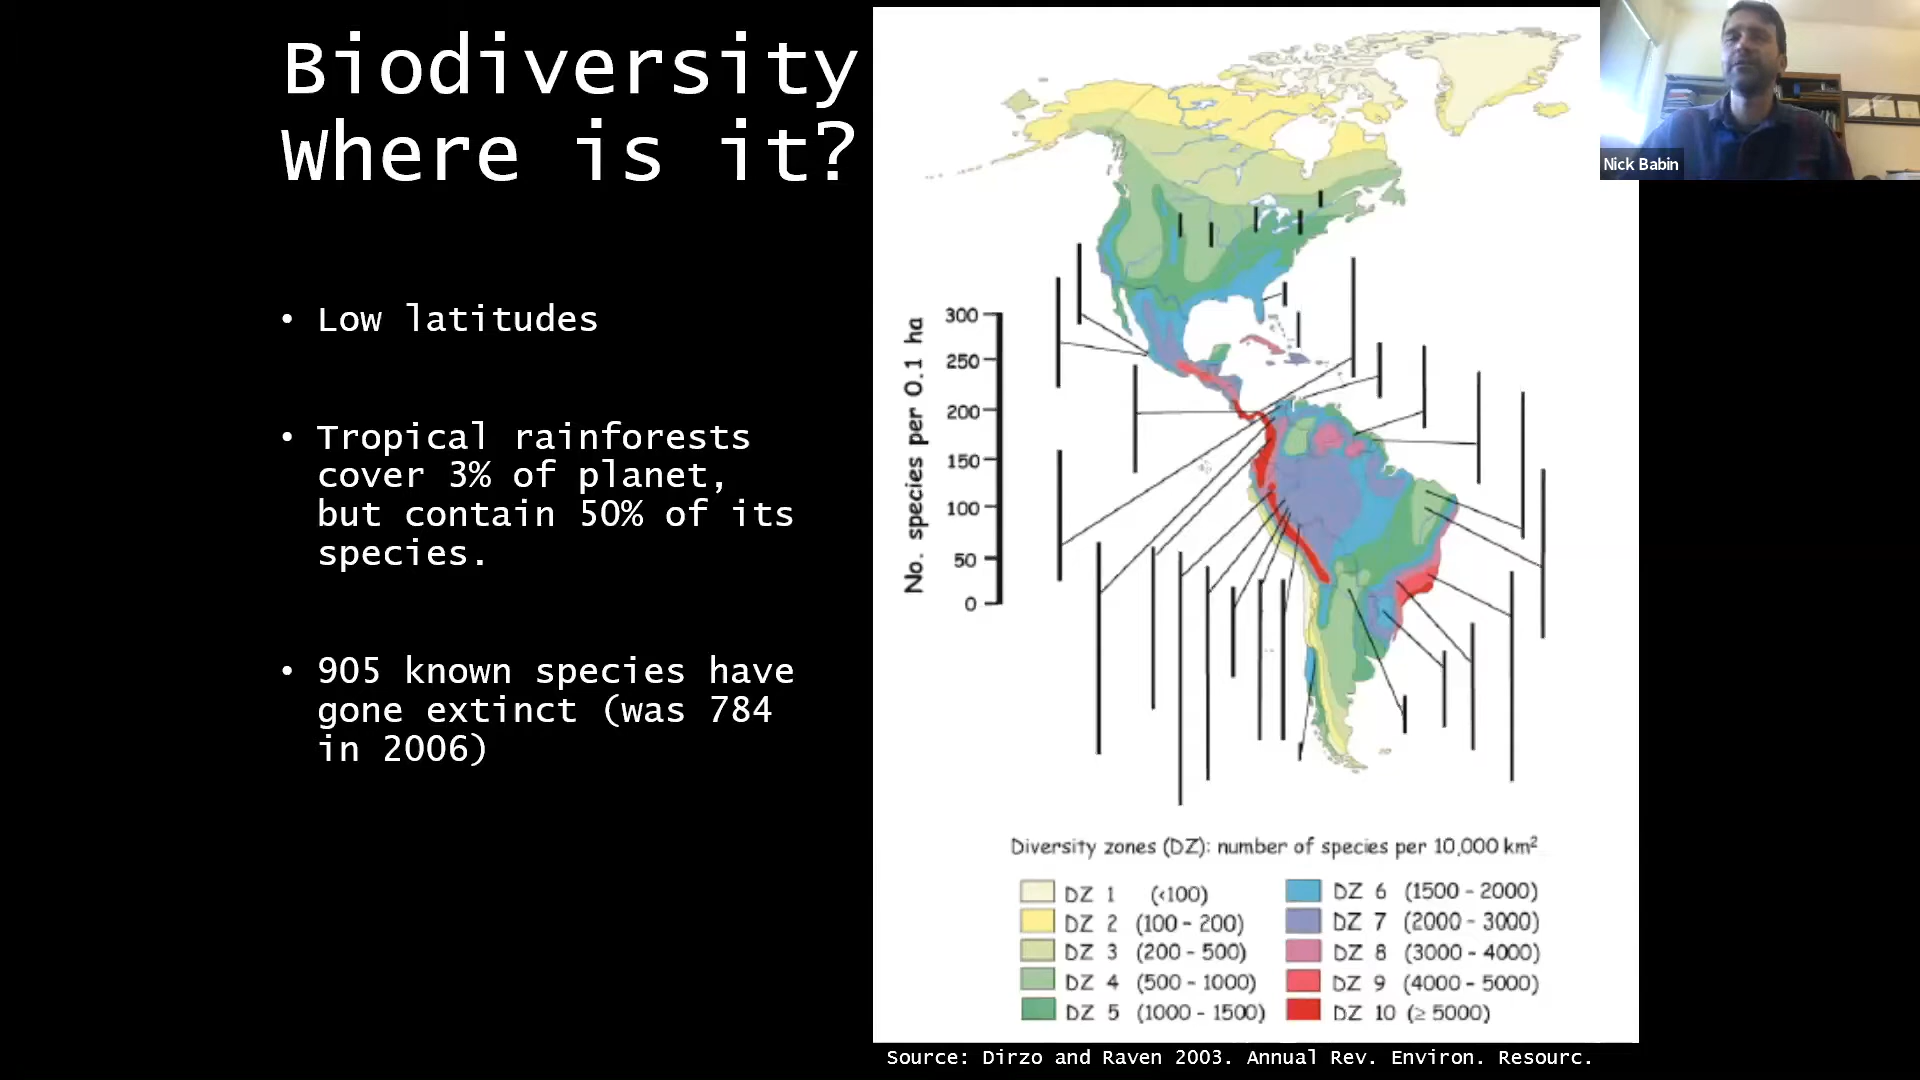 Biodiversity
Where is it?
• Low latitudes
• Tropical rainforests
cover 3% of planet,
but contain 50% of its
species.
• 905 known species have
gone extinct (was 784
in 2006)
No. species per 0.1 ha
300
250
200
150
100
50
0
Diversity zones (DZ): number of species per 10,000 km²
DZ 1 (<100)
DZ 2 (100 - 200)
DZ 3 (200 - 500)
DZ 4 (500 - 1000)
DZ 5 (1000 - 1500)
DZ 6 (1500 - 2000)
DZ 7 (2000 - 3000)
DZ 8 (3000 - 4000)
DZ 9 (4000 - 5000)
DZ 10 (≥ 5000)
Source: Dirzo and Raven 2003. Annual Rev. Environ. Resourc.
Nick Babin